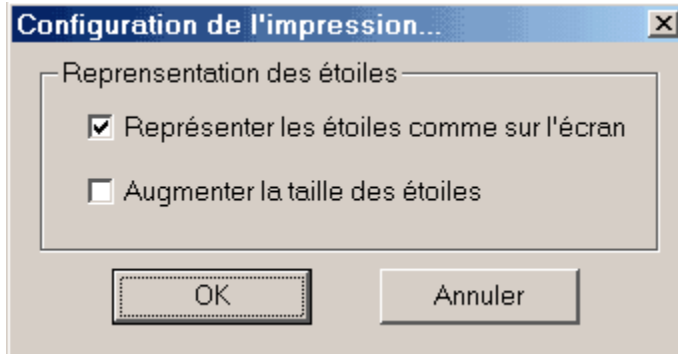 Configuration de l'impression...
Reprensentation des étoiles
Représenter les étoiles comme sur l'écran
Augmenter la taille des étoiles
OK Annuler